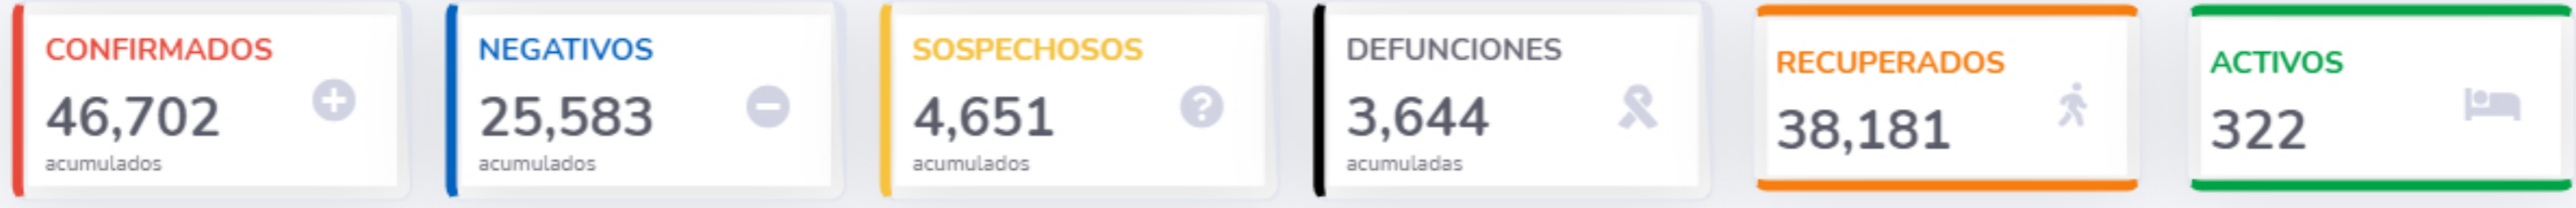 CONFIRMADOS
46,702
acumulados
NEGATIVOS
25,583
acumulados
SOSPECHOSOS
4,651
acumulados
DEFUNCIONES
3,644
acumuladas
RECUPERADOS
38,181
ACTIVOS
322